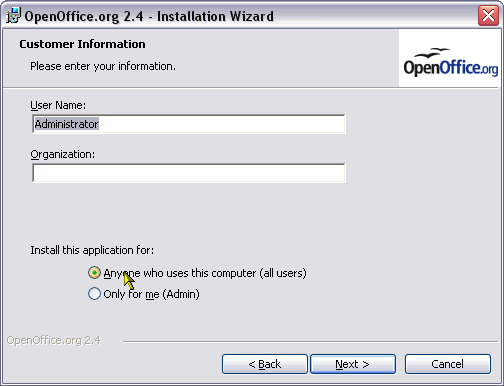 OpenOffice.org 2.4 - Installation Wizard
Customer Information
Please enter your information.
OpenOffice.org
User Name:
Administrator
Organization:
Install this application for:
Anyone who uses this computer (all users)
Only for me (Admin)
OpenOffice.org 2.4
< Back
Next >
Cancel